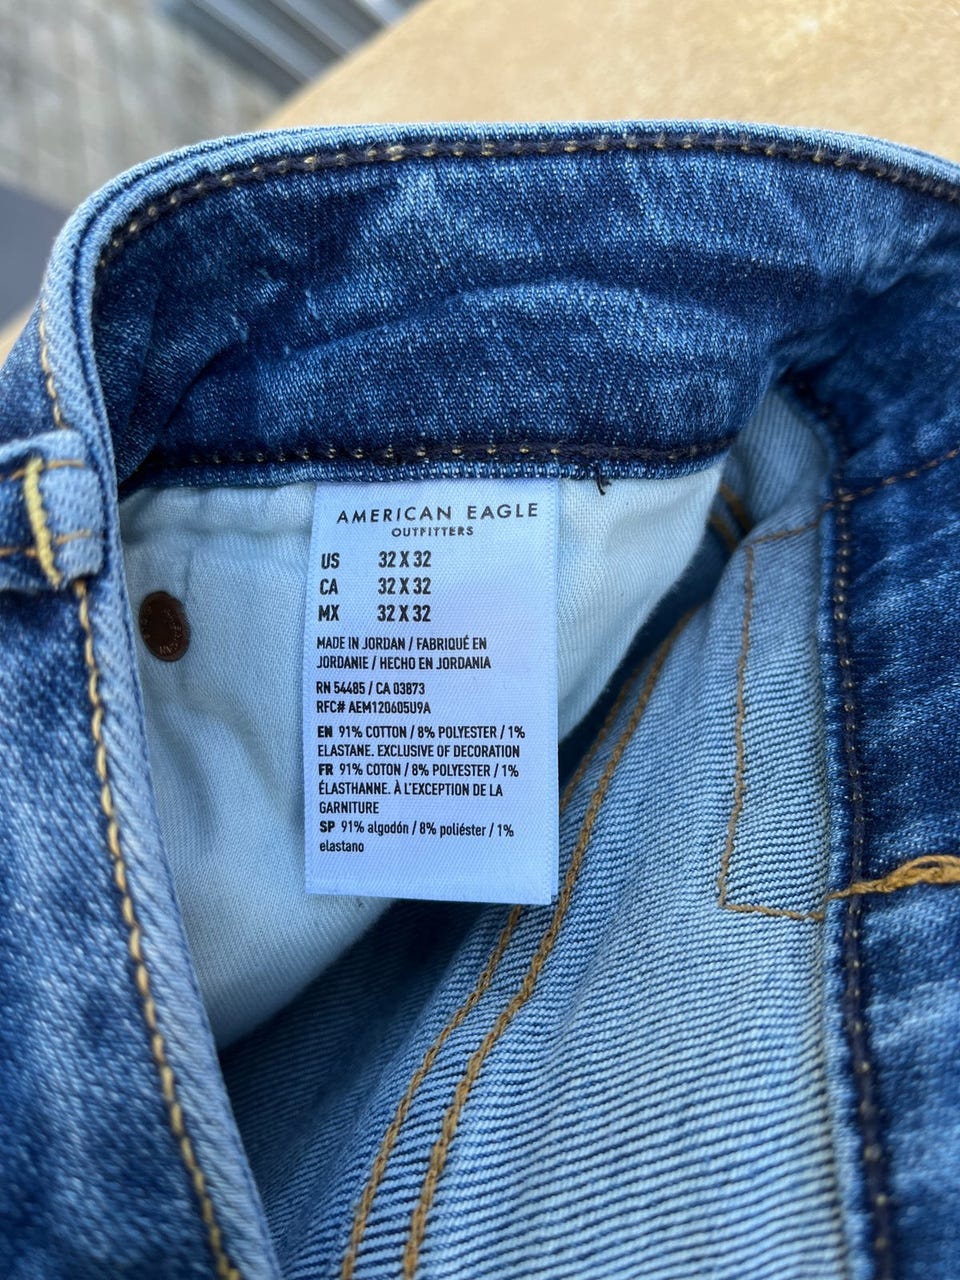 AMERICAN EAGLE
OUTFITTERS
US 32 X 32
CA 32 X 32
MX 32 X 32
MADE IN JORDAN / FABRIQUÉ EN
JORDANIE / HECHO EN JORDANIA
RN 54485 / CA 03873
RFC# AEM120605U9A
EN 91% COTTON / 8% POLYESTER / 1%
ELASTANE. EXCLUSIVE OF DECORATION
FR 91% COTON / 8% POLYESTER / 1%
ÉLASTHANNE. À L'EXCEPTION DE LA
GARNITURE
SP 91% algodón / 8% poliéster / 1%
elastano